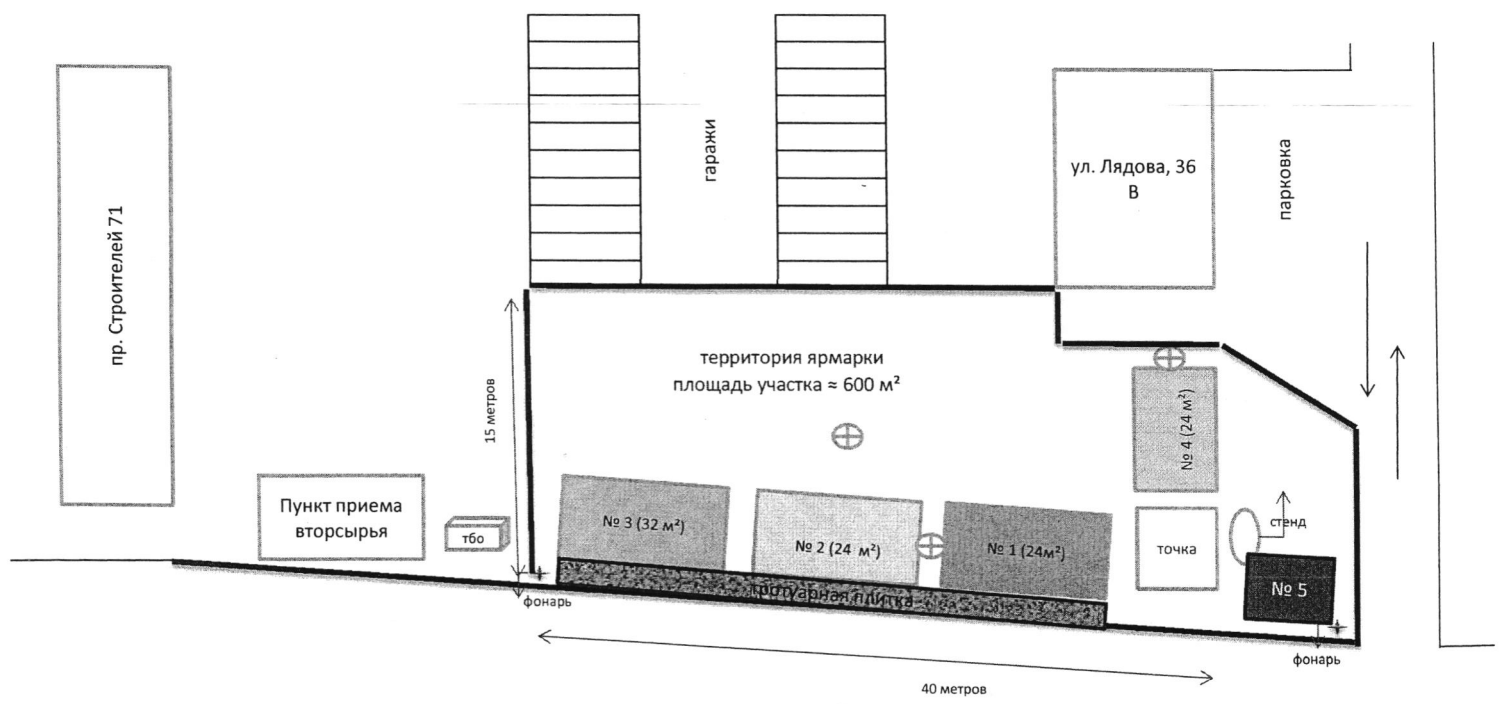 пр. Строителей 71
гаражи
ул. Лядова, 36
В
парковка
территория ярмарки
площадь участка ≈ 600 м²
15 метров
№ 4 (24 м²)
Пункт приема
вторсырья
тбо
№ 3 (32 м²)
№ 2 (24 м²)
№ 1 (24м²)
точка
стенд
№ 5
тротуарная плитка
фонарь
фонарь
40 метров